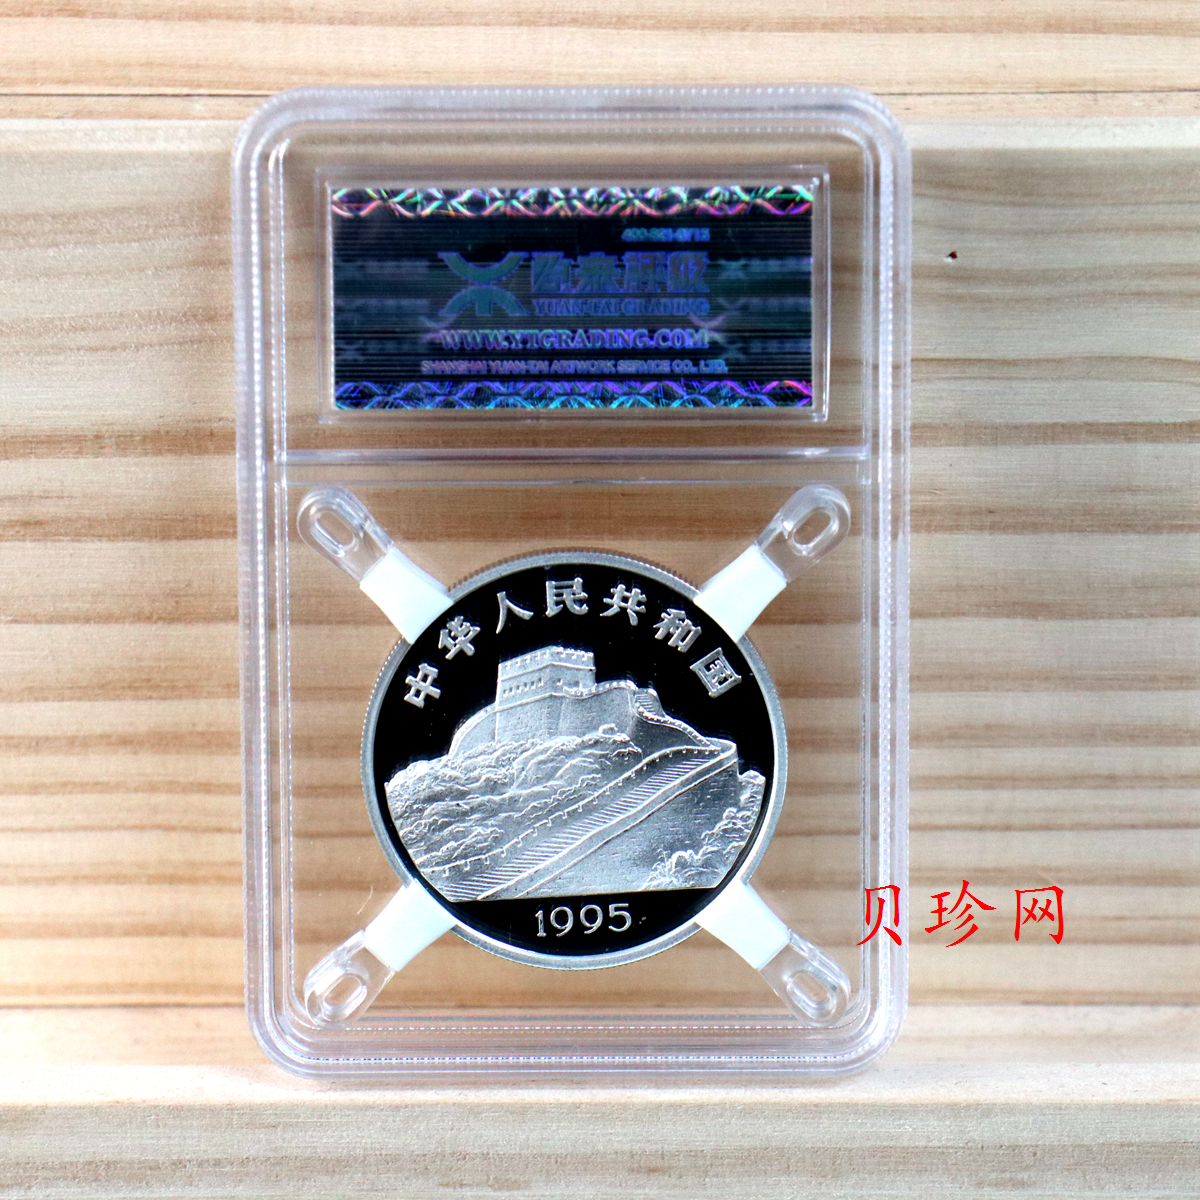 源泰评级
YUAN-TAI GRADING
WWW.YTGRADING.COM
SHANGHAI YUAN-TAI ARTWORK SERVICE CO., LTD.
中华人民共和国
1995
贝珍网